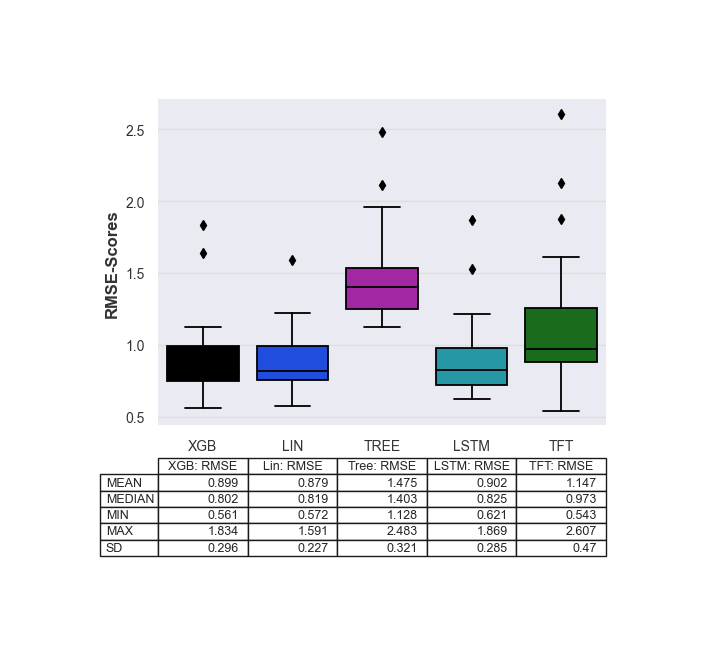 RMSE-Scores
2.5
2.0
1.5
1.0
0.5
XGB LIN TREE LSTM TFT
XGB: RMSE Lin: RMSE Tree: RMSE LSTM: RMSE TFT: RMSE
MEAN 0.899 0.879 1.475 0.902 1.147
MEDIAN 0.802 0.819 1.403 0.825 0.973
MIN 0.561 0.572 1.128 0.621 0.543
MAX 1.834 1.591 2.483 1.869 2.607
SD 0.296 0.227 0.321 0.285 0.47